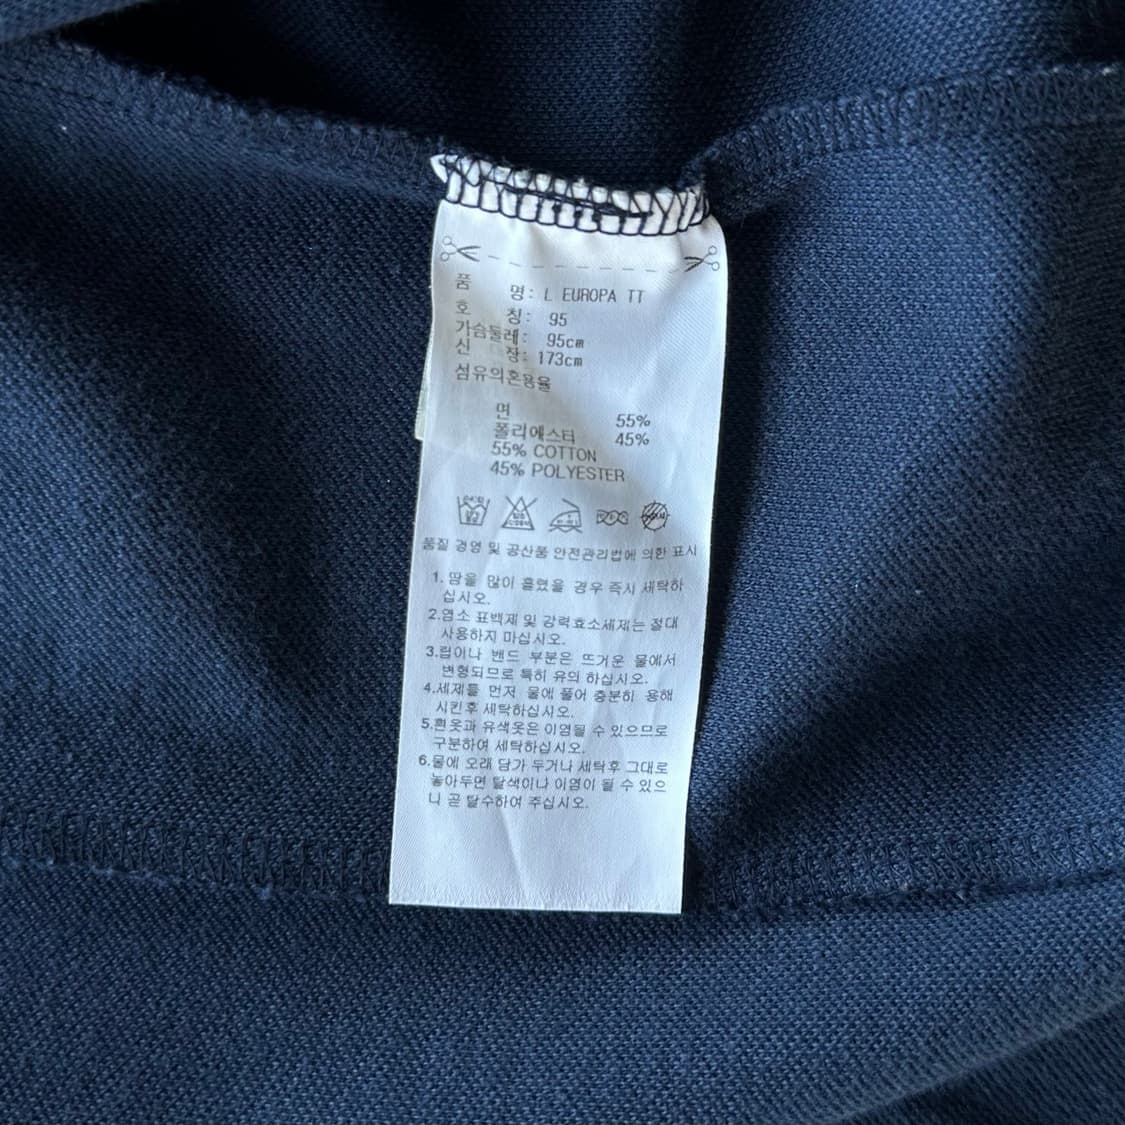 품 명: L EUROPA TT
호 칭: 95
가슴둘레: 95cm
신 장: 173cm
섬유의혼용율
면 55%
폴리에스터 45%
55% COTTON
45% POLYESTER
품질 경영 및 공산품 안전관리법에 의한 표시
1. 땀을 많이 흘렸을 경우 즉시 세탁하
십시오.
2.염소 표백제 및 강력효소세제는 절대
사용하지 마십시오.
3.립이나 밴드 부분은 뜨거운 물에서
변형되므로 특히 유의 하십시오.
4.세제를 먼저 물에 풀어 충분히 용해
시킨후 세탁하십시오.
5.흰옷과 유색옷은 이염될 수 있으므로
구분하여 세탁하십시오.
6.물에 오래 담가 두거나 세탁후 그대로
놓아두면 탈색이나 이염이 될 수 있으
니 곧 탈수하여 주십시오.